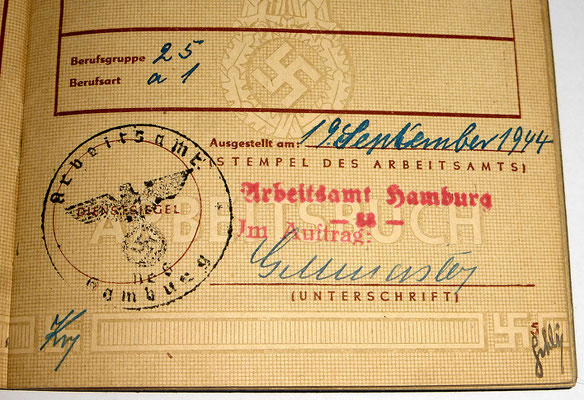 Berufsgruppe 25
Berufsart a 1
Ausgestellt am: 19. September 1944
(STEMPEL DES ARBEITSAMTS)
Arbeitsamt Hamburg
Im Auftrag:
(UNTERSCHRIFT)
Arbeitsamt
DIENSTSIEGEL
Hamburg
ARBEITSBUCH